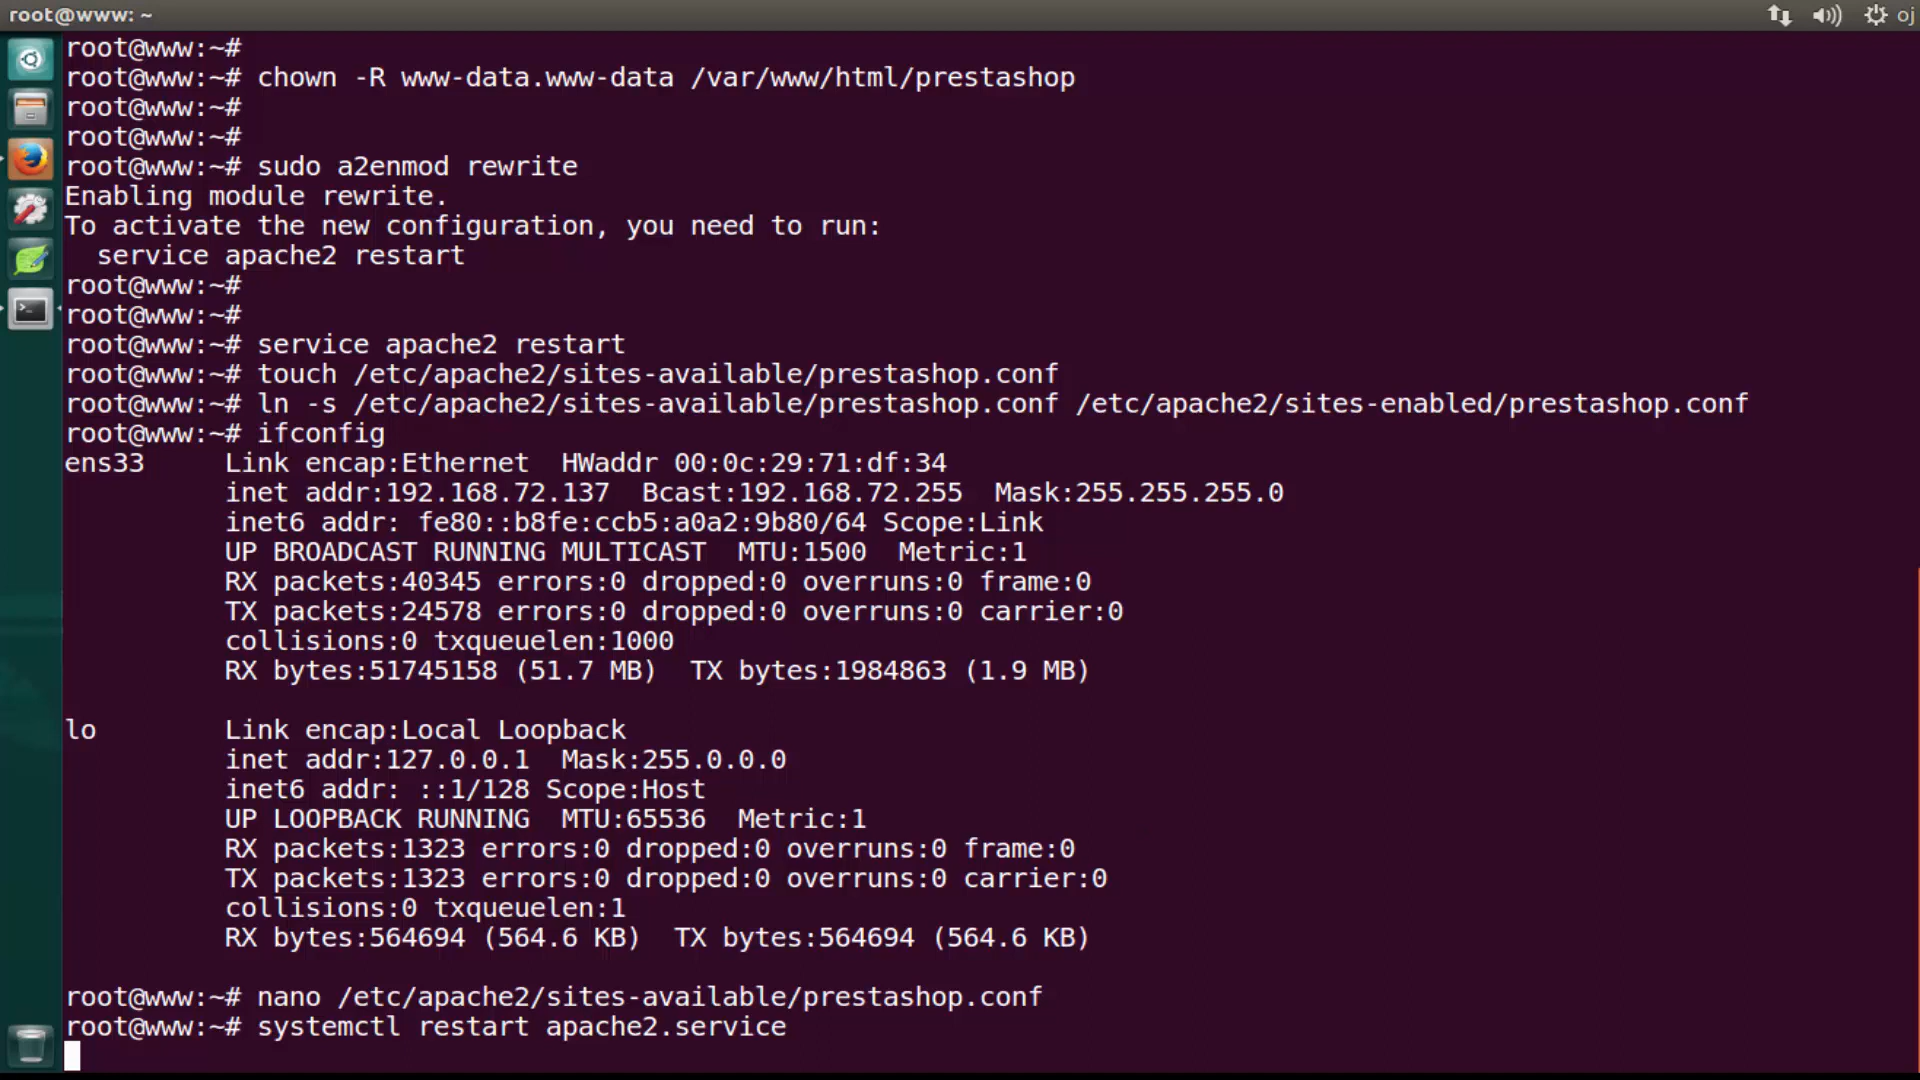 root@www: ~
oj
root@www:~#
root@www:~# chown -R www-data.www-data /var/www/html/prestashop
root@www:~#
root@www:~#
root@www:~# sudo a2enmod rewrite
Enabling module rewrite.
To activate the new configuration, you need to run:
  service apache2 restart
root@www:~#
root@www:~#
root@www:~# service apache2 restart
root@www:~# touch /etc/apache2/sites-available/prestashop.conf
root@www:~# ln -s /etc/apache2/sites-available/prestashop.conf /etc/apache2/sites-enabled/prestashop.conf
root@www:~# ifconfig
ens33     Link encap:Ethernet  HWaddr 00:0c:29:71:df:34
          inet addr:192.168.72.137  Bcast:192.168.72.255  Mask:255.255.255.0
          inet6 addr: fe80::b8fe:ccb5:a0a2:9b80/64 Scope:Link
          UP BROADCAST RUNNING MULTICAST  MTU:1500  Metric:1
          RX packets:40345 errors:0 dropped:0 overruns:0 frame:0
          TX packets:24578 errors:0 dropped:0 overruns:0 carrier:0
          collisions:0 txqueuelen:1000
          RX bytes:51745158 (51.7 MB)  TX bytes:1984863 (1.9 MB)

lo        Link encap:Local Loopback
          inet addr:127.0.0.1  Mask:255.0.0.0
          inet6 addr: ::1/128 Scope:Host
          UP LOOPBACK RUNNING  MTU:65536  Metric:1
          RX packets:1323 errors:0 dropped:0 overruns:0 frame:0
          TX packets:1323 errors:0 dropped:0 overruns:0 carrier:0
          collisions:0 txqueuelen:1
          RX bytes:564694 (564.6 KB)  TX bytes:564694 (564.6 KB)

root@www:~# nano /etc/apache2/sites-available/prestashop.conf
root@www:~# systemctl restart apache2.service